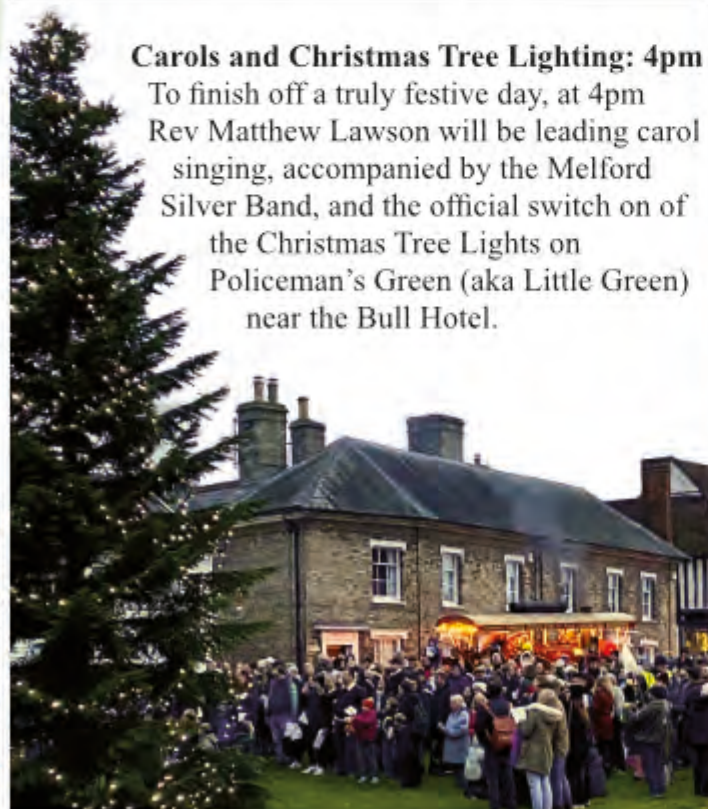 Carols and Christmas Tree Lighting: 4pm
To finish off a truly festive day, at 4pm
Rev Matthew Lawson will be leading carol
singing, accompanied by the Melford
Silver Band, and the official switch on of
the Christmas Tree Lights on
Policeman’s Green (aka Little Green)
near the Bull Hotel.